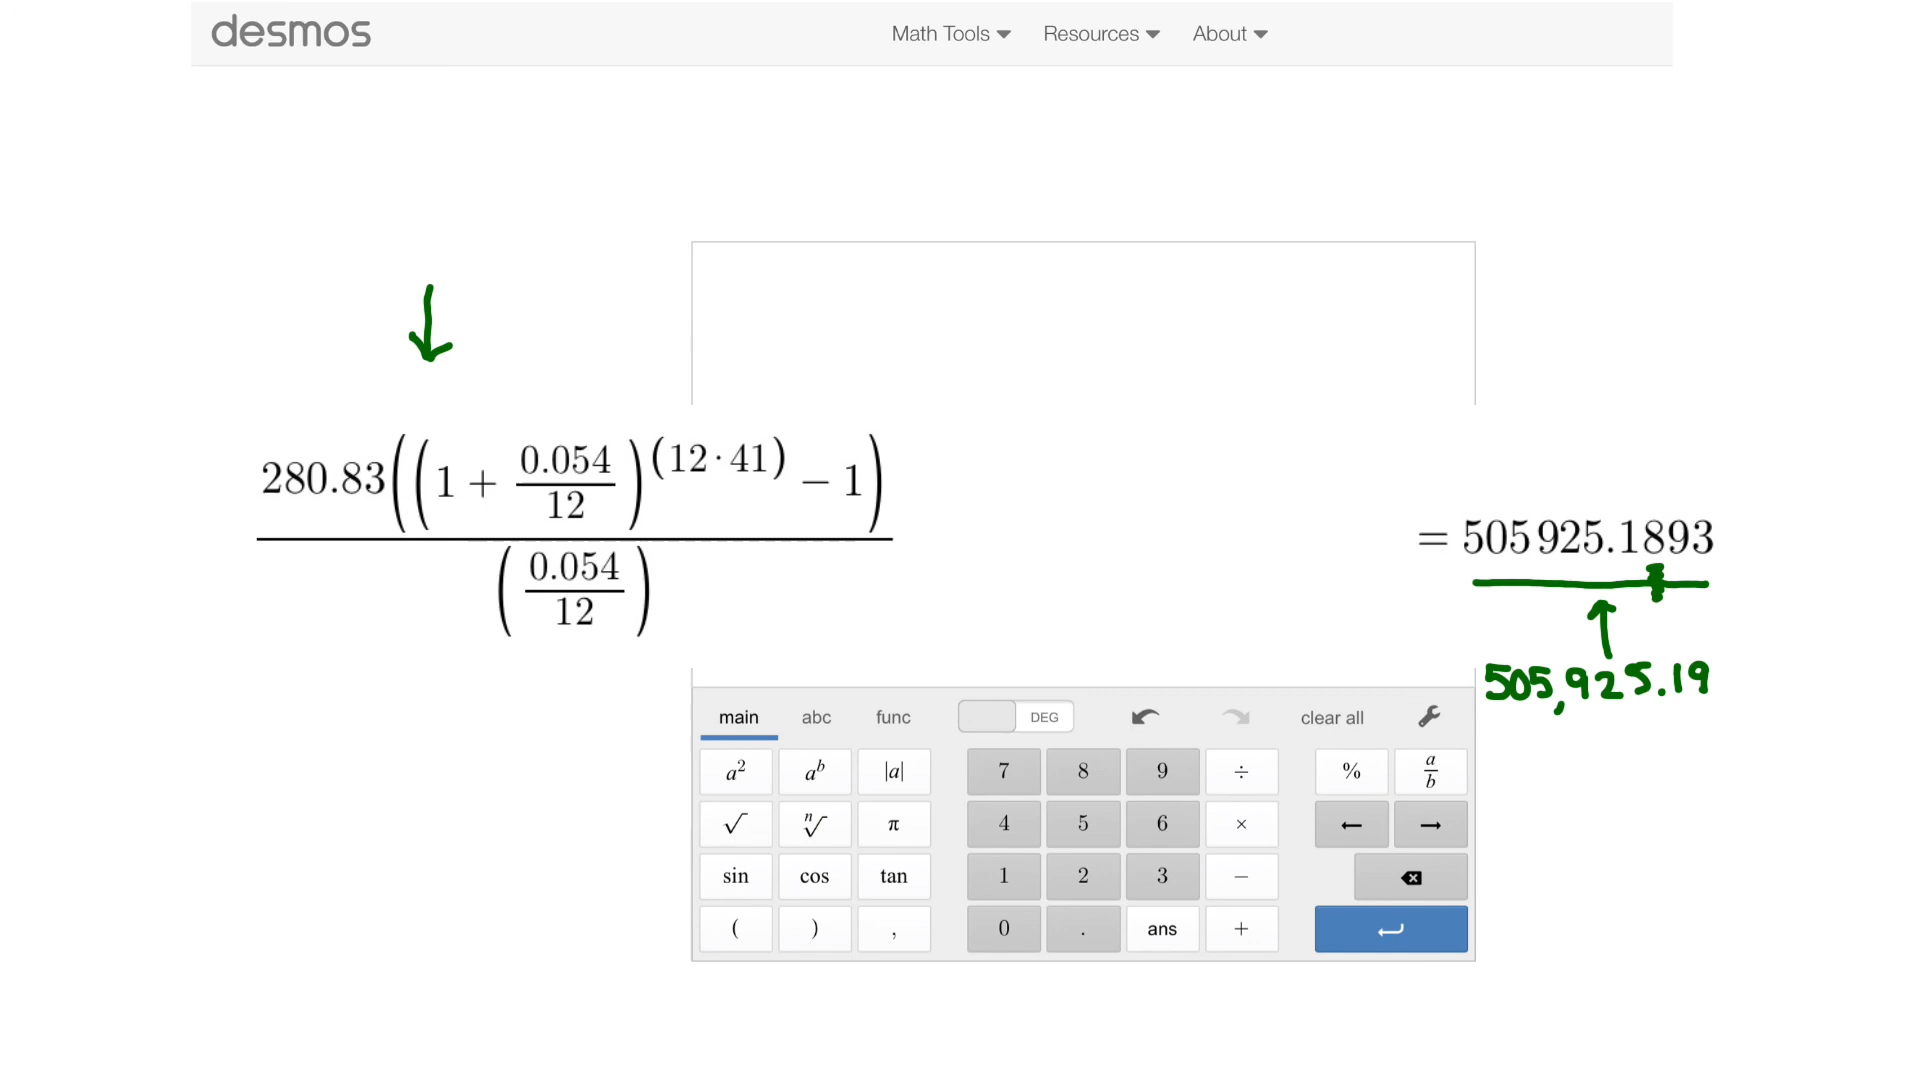 desmos
Math Tools Resources About
280.83((1 + 0.054/12)^(12·41) − 1)
(0.054/12)
= 505925.1893
505,925.19
main abc func DEG clear all
a² aᵇ |a| 7 8 9 ÷ % a/b
√ ⁿ√ π 4 5 6 × ← →
sin cos tan 1 2 3 −
( ) , 0 . ans +